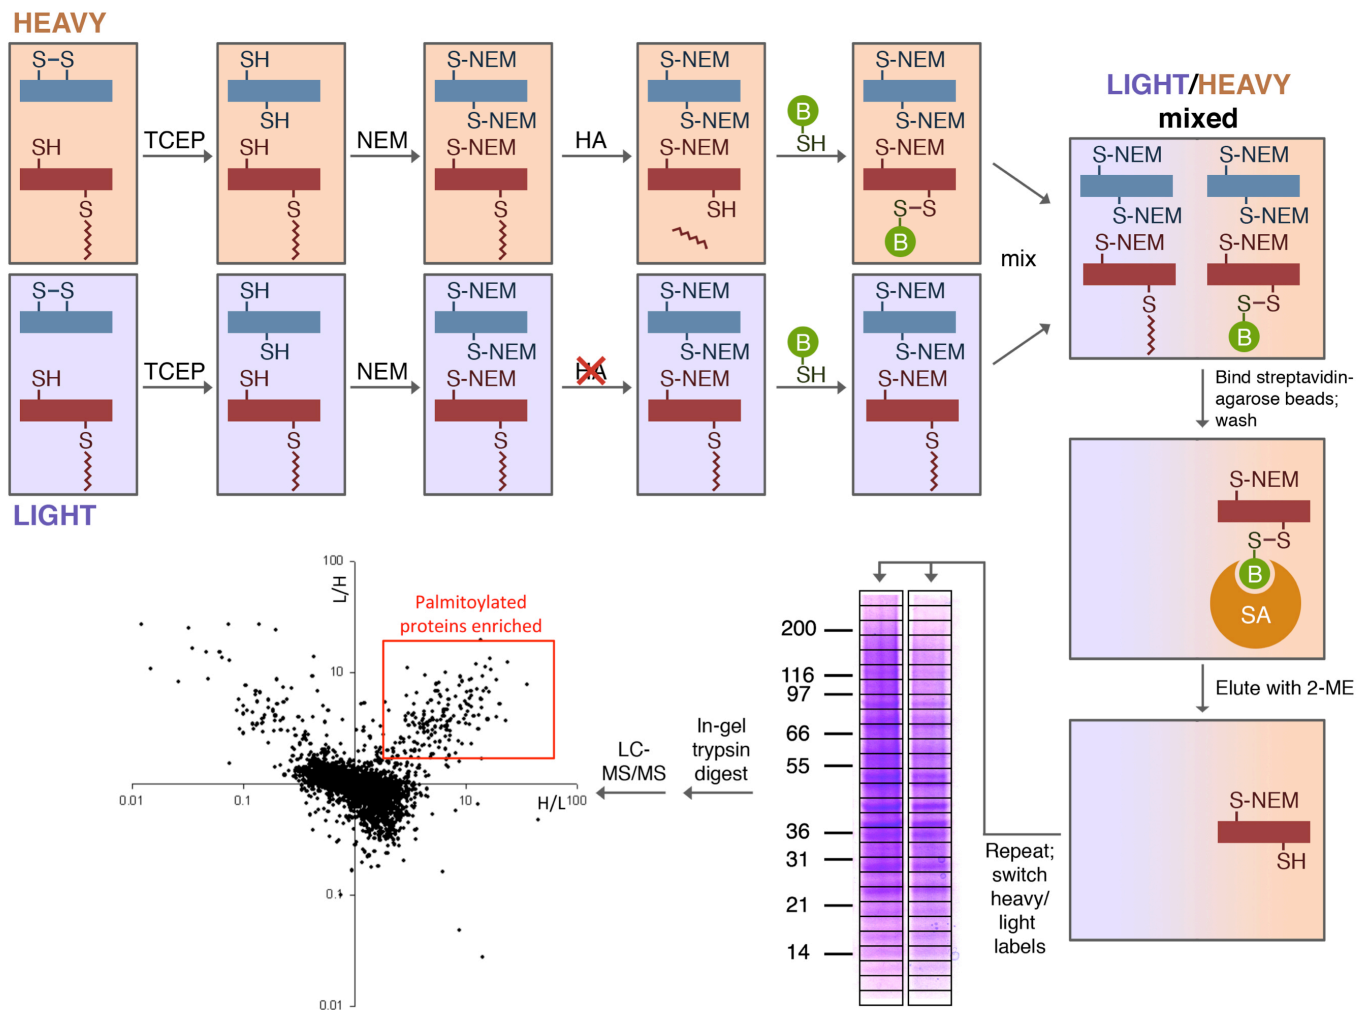 HEAVY
S–S
SH
S
TCEP
SH
SH
SH
S
NEM
S-NEM
S-NEM
S-NEM
S
HA
S-NEM
S-NEM
S-NEM
SH
B
SH
S-NEM
S-NEM
S-NEM
S–S
B
S–S
SH
S
TCEP
SH
SH
SH
S
NEM
S-NEM
S-NEM
S-NEM
S
HA
S-NEM
S-NEM
S-NEM
S
B
SH
S-NEM
S-NEM
S-NEM
S
LIGHT
mix
LIGHT/HEAVY
mixed
S-NEM S-NEM
S-NEM S-NEM
S-NEM S-NEM
S S–S
B
Bind streptavidin-
agarose beads;
wash
S-NEM
S–S
B
SA
Elute with 2-ME
S-NEM
SH
Repeat;
switch
heavy/
light
labels
200
116
97
66
55
36
31
21
14
In-gel
trypsin
digest
LC-
MS/MS
Palmitoylated
proteins enriched
L/H
100
10
0.1
0.01
0.01 0.1 10 H/L 100